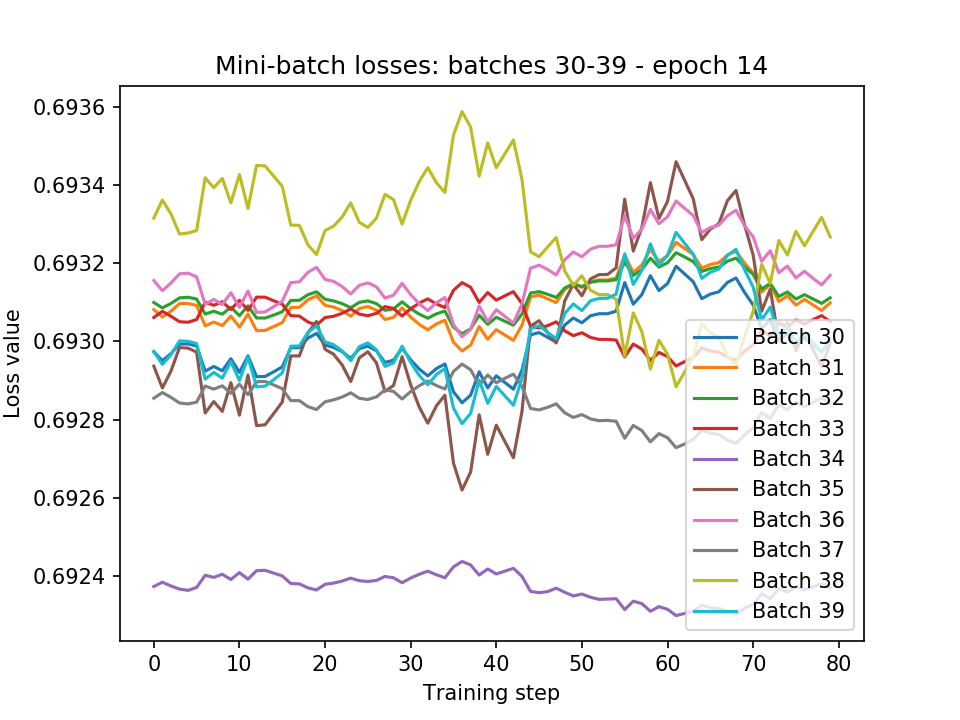 Mini-batch losses: batches 30-39 - epoch 14
Loss value
0.6936
0.6934
0.6932
0.6930
0.6928
0.6926
0.6924
0 10 20 30 40 50 60 70 80
Training step
Batch 30
Batch 31
Batch 32
Batch 33
Batch 34
Batch 35
Batch 36
Batch 37
Batch 38
Batch 39